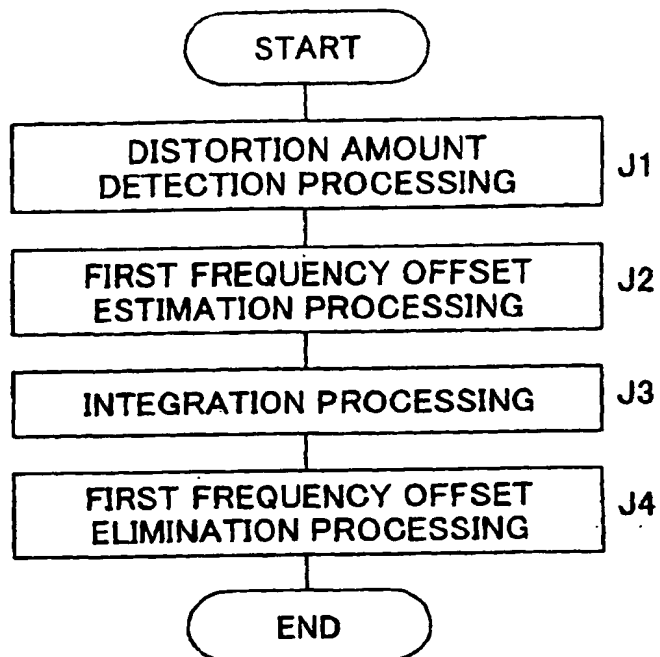 START
DISTORTION AMOUNT
DETECTION PROCESSING
J1
FIRST FREQUENCY OFFSET
ESTIMATION PROCESSING
J2
INTEGRATION PROCESSING
J3
FIRST FREQUENCY OFFSET
ELIMINATION PROCESSING
J4
END